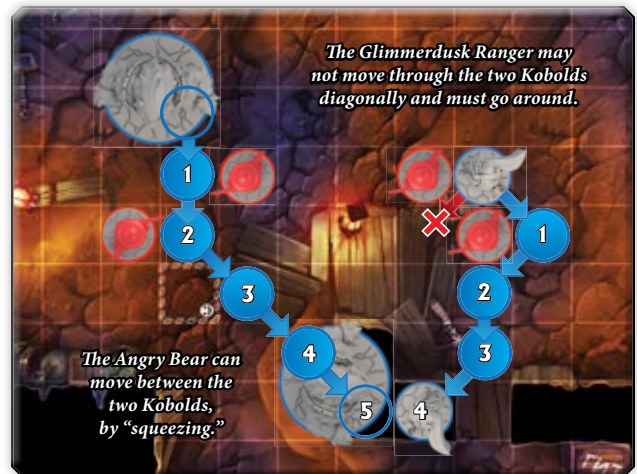 The Glimmerdusk Ranger may
not move through the two Kobolds
diagonally and must go around.
1
2
3
4
5
1
2
3
4
The Angry Bear can
move between the
two Kobolds,
by “squeezing.”